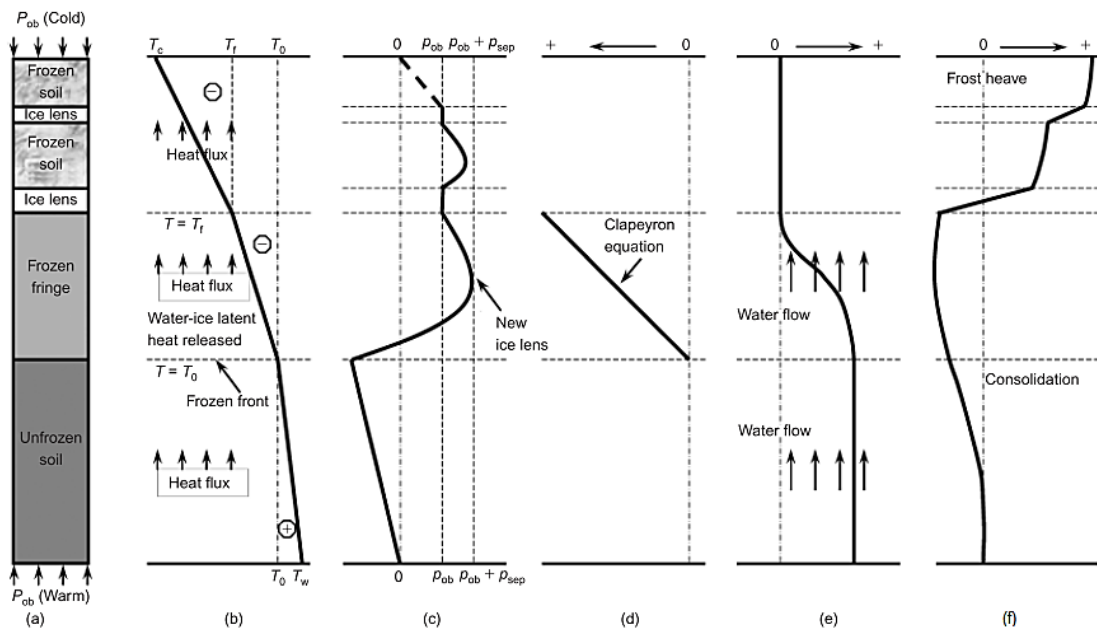 P_ob (Cold)
Frozen
soil
Ice lens
Frozen
soil
Ice lens
Frozen
fringe
Unfrozen
soil
P_ob (Warm)
(a)
T_c T_f T_0
−
Heat flux
T = T_f
−
Heat flux
Water-ice latent
heat released
T = T_0
Frozen front
Heat flux
+
T_0 T_w
(b)
0 p_ob p_ob + p_sep
New
ice lens
0 p_ob p_ob + p_sep
(c)
+ 0
Clapeyron
equation
(d)
0 +
Water flow
Water flow
(e)
0 +
Frost heave
Consolidation
(f)